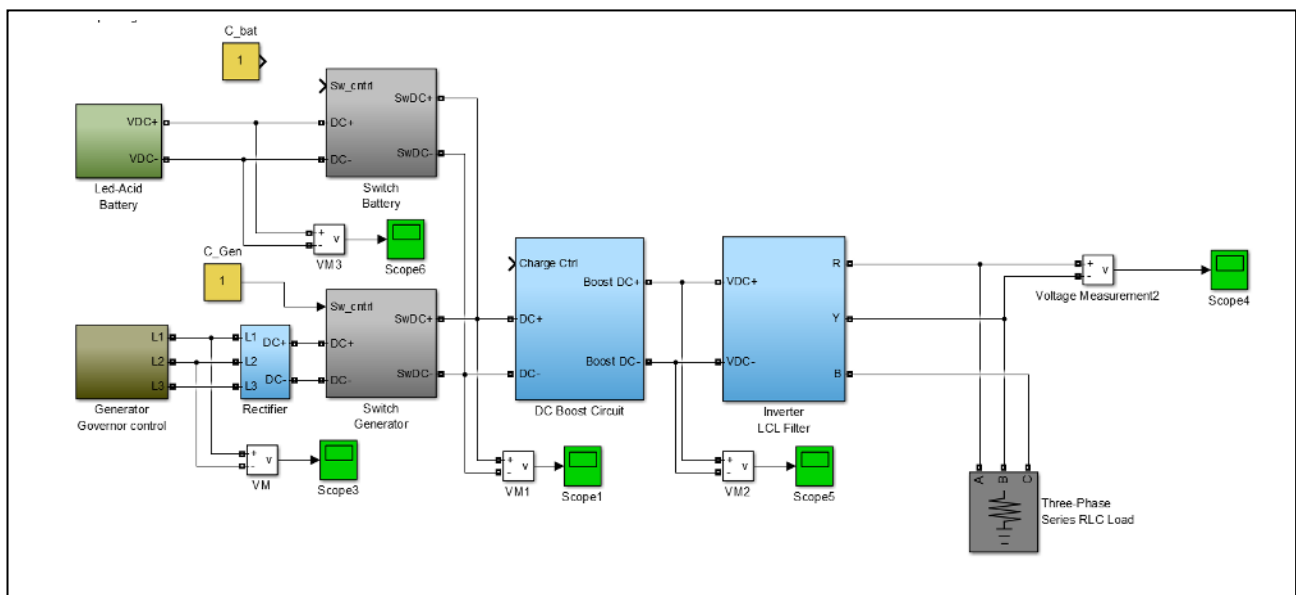 C_bat
1
Sw_cntrl
SwDC+
DC+
SwDC-
DC-
VDC+
VDC-
Led-Acid
Battery
Switch
Battery
+
-
v
VM3
Scope6
C_Gen
1
Sw_cntrl
SwDC+
DC+
SwDC-
DC-
L1
L2
L3
Generator
Governor control
L1
L2
L3
DC+
DC-
Rectifier
Switch
Generator
+
-
v
VM
Scope3
Charge Ctrl
Boost DC+
DC+
Boost DC-
DC-
DC Boost Circuit
+
-
v
VM1
Scope1
VDC+
VDC-
R
Y
B
Inverter
LCL Filter
+
-
v
VM2
Scope5
+
-
v
Voltage Measurement2
Scope4
A
B
C
Three-Phase
Series RLC Load